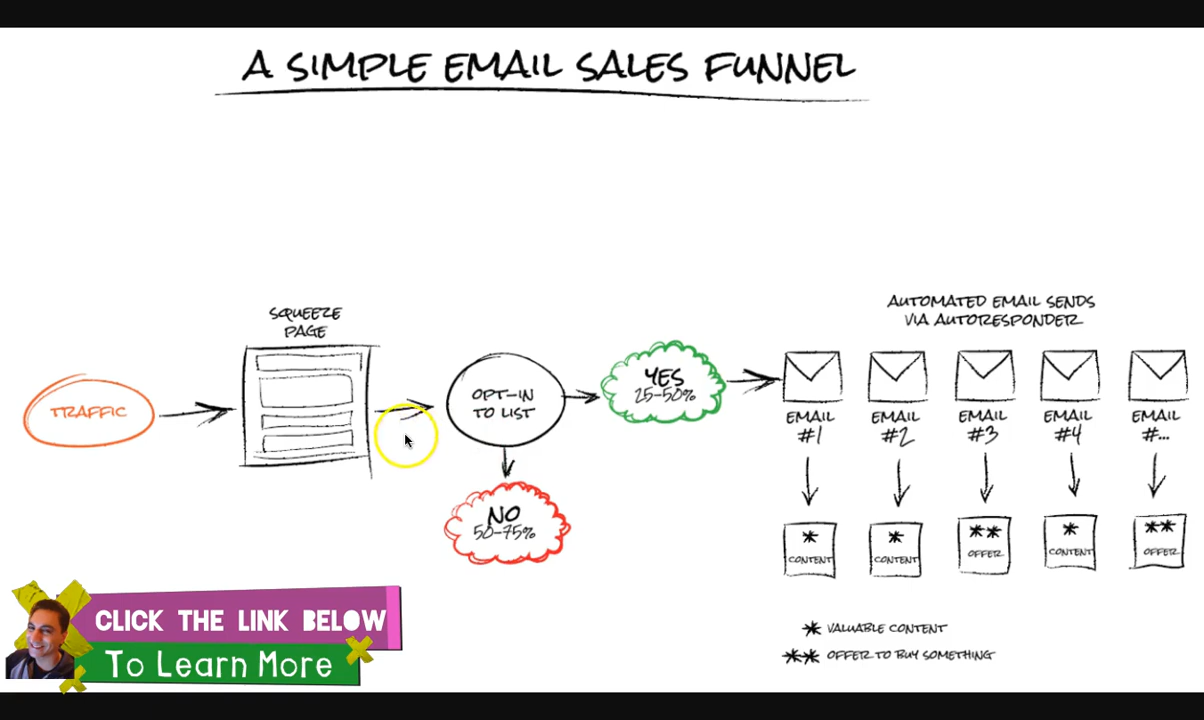 A SIMPLE EMAIL SALES FUNNEL
SQUEEZE
PAGE
TRAFFIC
OPT-IN
TO LIST
YES
25-50%
NO
50-75%
AUTOMATED EMAIL SENDS
VIA AUTORESPONDER
EMAIL
#1
EMAIL
#2
EMAIL
#3
EMAIL
#4
EMAIL
#...
*
CONTENT
*
CONTENT
**
OFFER
*
CONTENT
**
OFFER
* VALUABLE CONTENT
** OFFER TO BUY SOMETHING
CLICK THE LINK BELOW
To Learn More